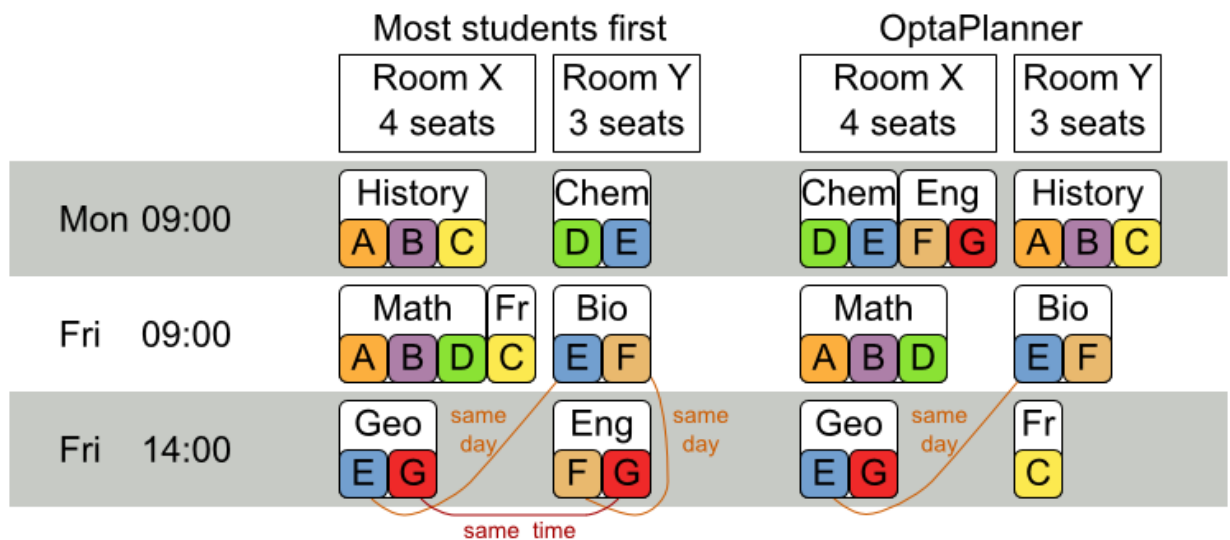 Most students first OptaPlanner
Room X Room Y Room X Room Y
4 seats 3 seats 4 seats 3 seats
History Chem Chem Eng History
Mon 09:00
A B C D E D E F G A B C
Math Fr Bio Math Bio
Fri 09:00
A B D C E F A B D E F
Geo same day Eng same day Geo same day Fr
Fri 14:00
E G F G E G C
same time